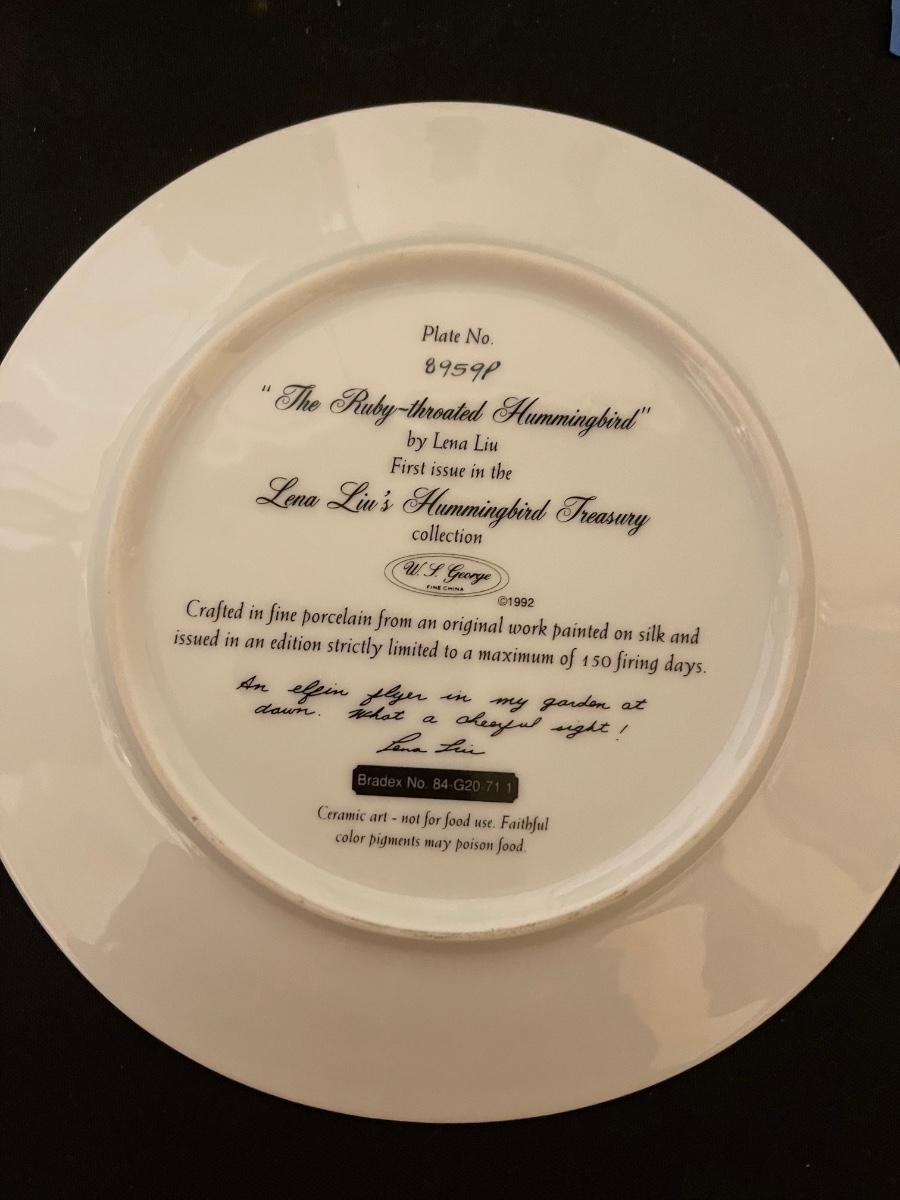 Plate No.
8959P
"The Ruby-throated Hummingbird"
by Lena Liu
First issue in the
Lena Liu's Hummingbird Treasury
collection
W. S. George
FINE CHINA
©1992
Crafted in fine porcelain from an original work painted on silk and
issued in an edition strictly limited to a maximum of 150 firing days.
An elfin flyer in my garden at
dawn. What a cheerful sight!
Lena Liu
Bradex No. 84-G20-71.1
Ceramic art - not for food use. Faithful
color pigments may poison food.